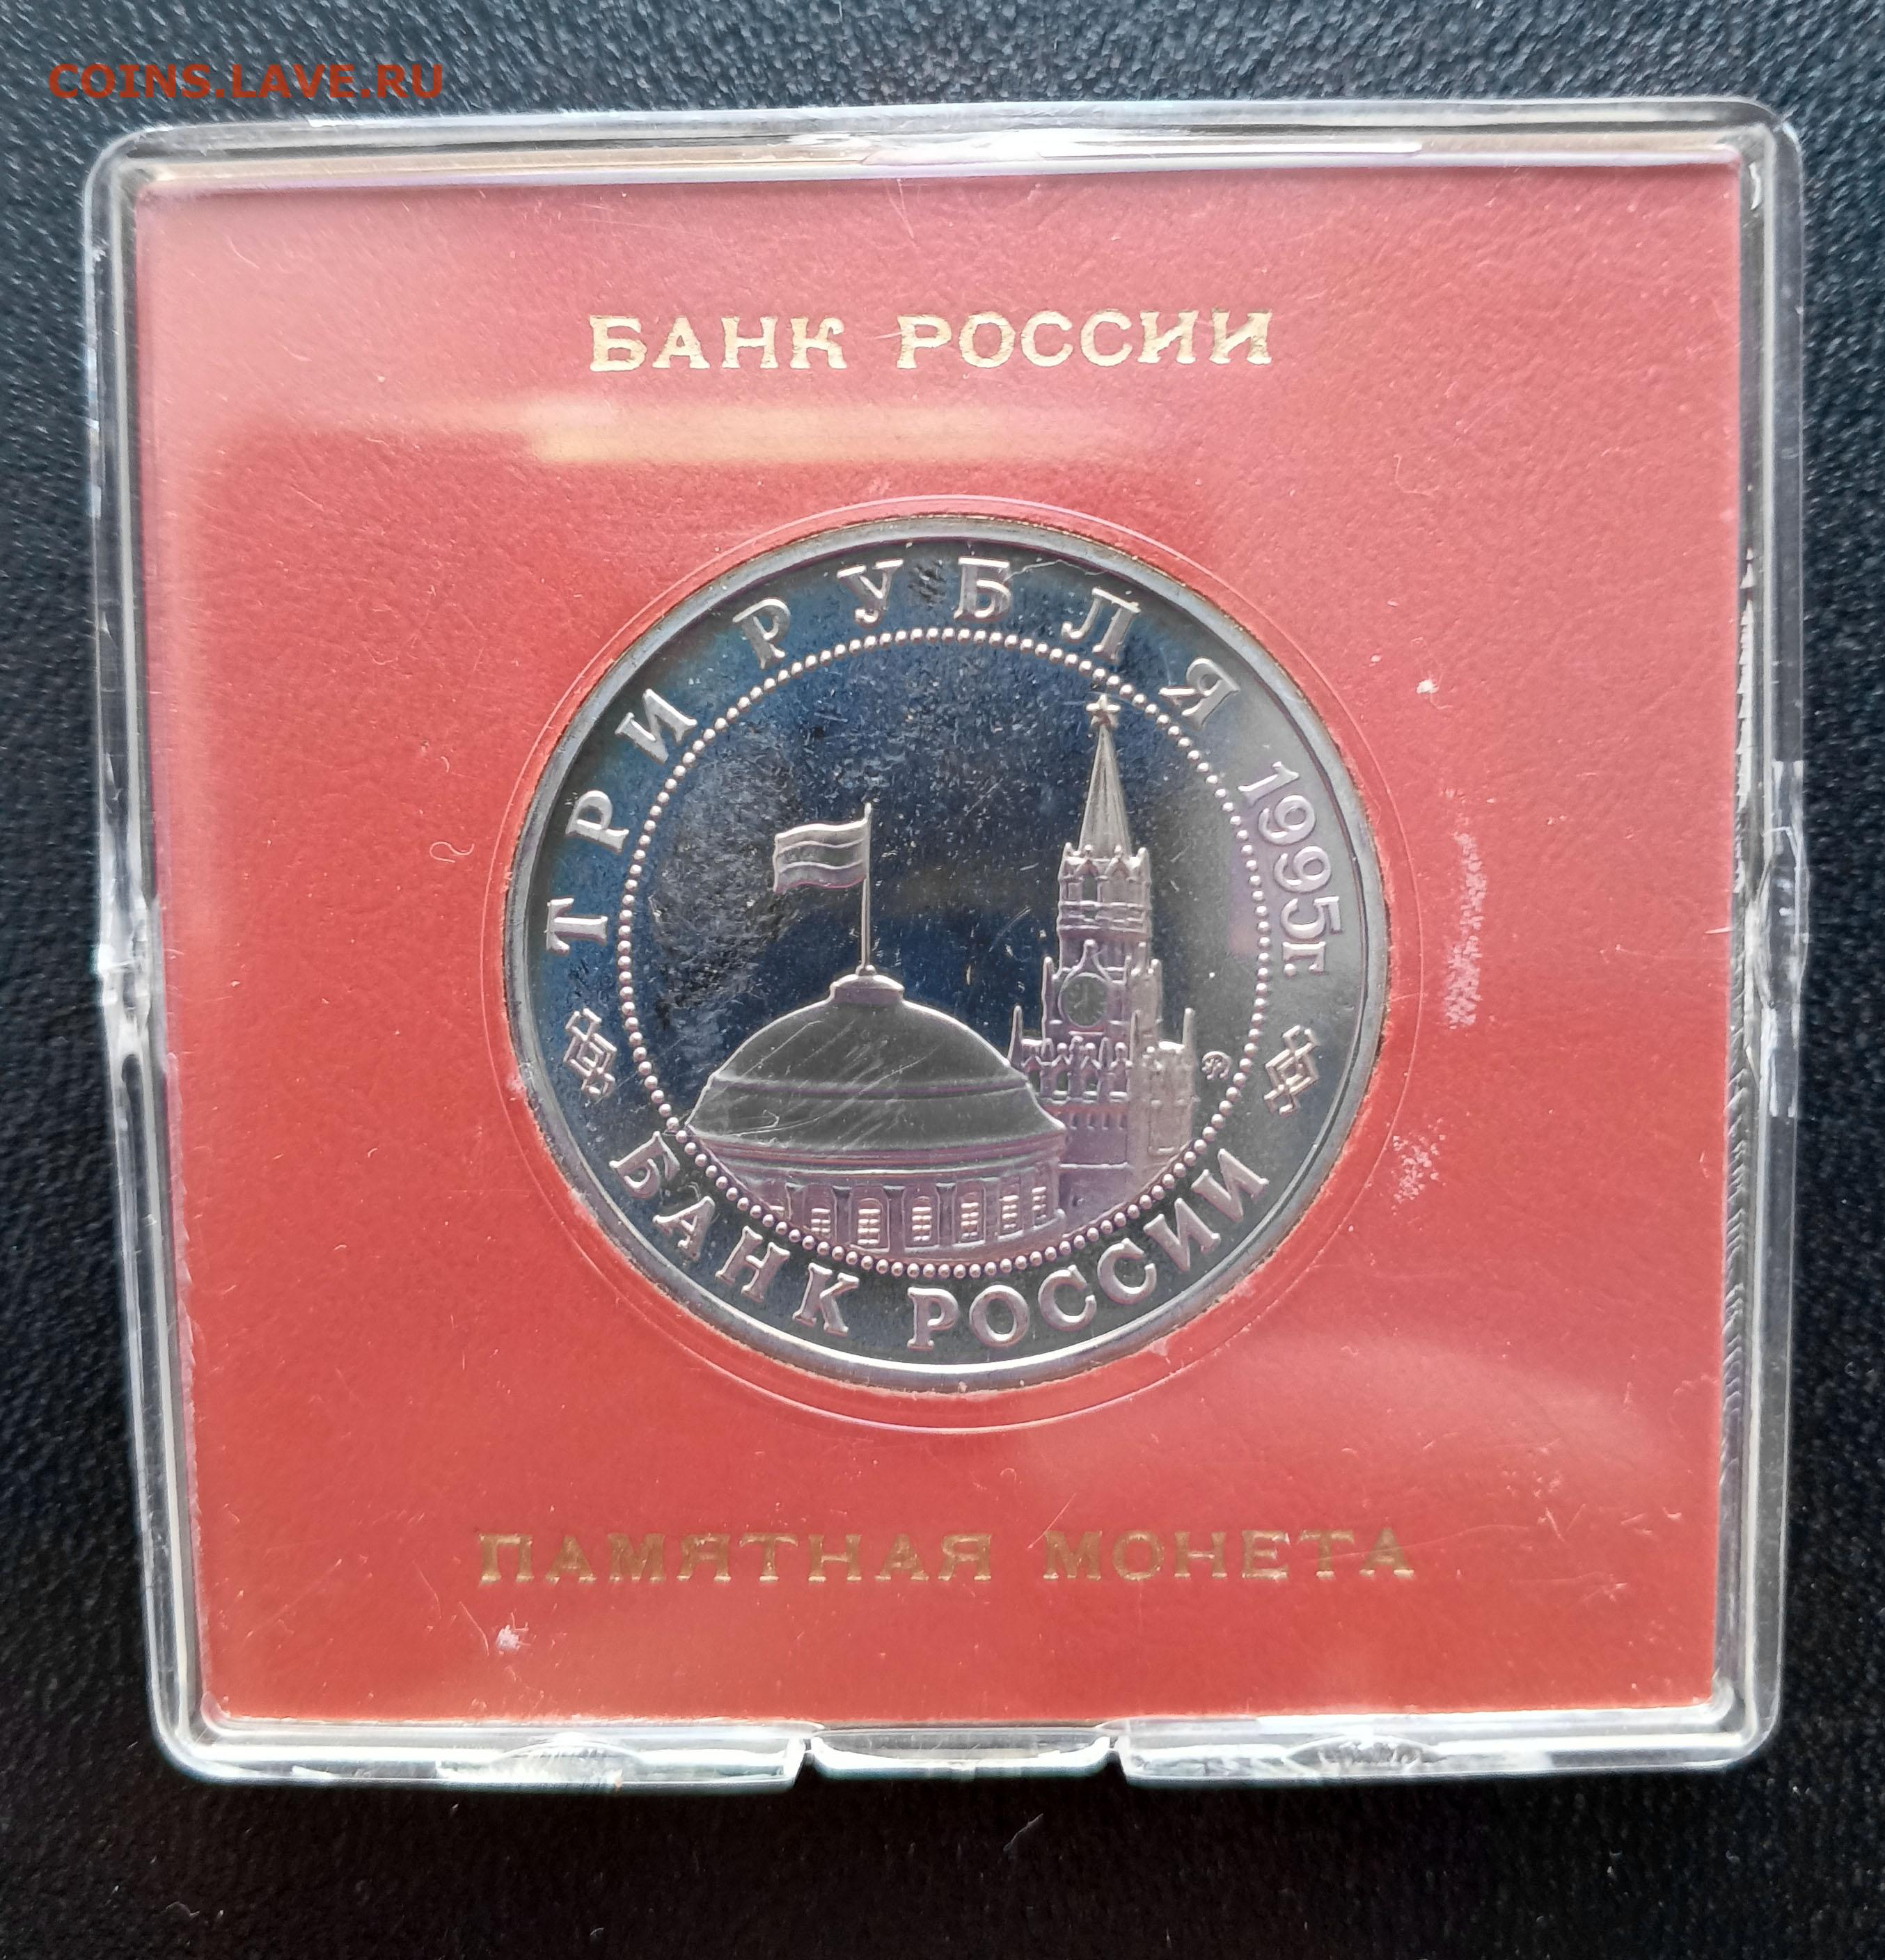 COINS.LAVE.RU
БАНК РОССИИ
ТРИ РУБЛЯ 1995г.
БАНК РОССИИ
ПАМЯТНАЯ МОНЕТА